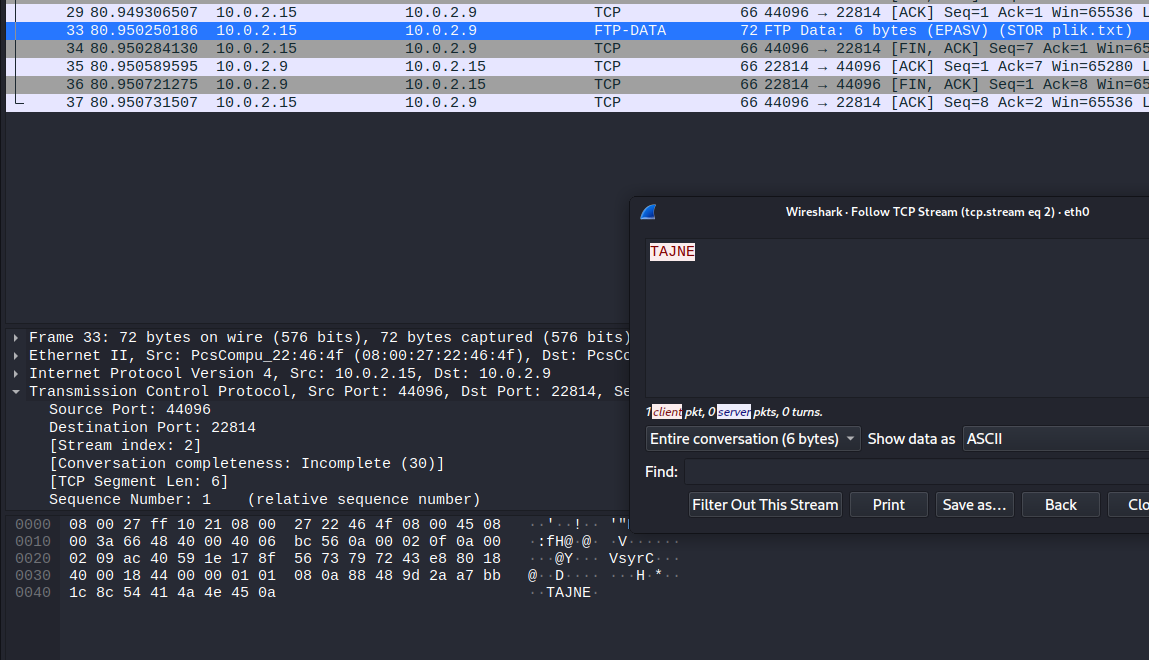 29 80.949306507 10.0.2.15 10.0.2.9 TCP 66 44096 → 22814 [ACK] Seq=1 Ack=1 Win=65536 L
33 80.950250186 10.0.2.15 10.0.2.9 FTP-DATA 72 FTP Data: 6 bytes (EPASV) (STOR plik.txt)
34 80.950284130 10.0.2.15 10.0.2.9 TCP 66 44096 → 22814 [FIN, ACK] Seq=7 Ack=1 Win=65
35 80.950589595 10.0.2.9 10.0.2.15 TCP 66 22814 → 44096 [ACK] Seq=1 Ack=7 Win=65280 L
36 80.950721275 10.0.2.9 10.0.2.15 TCP 66 22814 → 44096 [FIN, ACK] Seq=1 Ack=8 Win=65
37 80.950731507 10.0.2.15 10.0.2.9 TCP 66 44096 → 22814 [ACK] Seq=8 Ack=2 Win=65536 L
Wireshark · Follow TCP Stream (tcp.stream eq 2) · eth0
TAJNE
1 client pkt, 0 server pkts, 0 turns.
Entire conversation (6 bytes) Show data as ASCII
Find:
Filter Out This Stream Print Save as... Back Clo
Frame 33: 72 bytes on wire (576 bits), 72 bytes captured (576 bits)
Ethernet II, Src: PcsCompu_22:46:4f (08:00:27:22:46:4f), Dst: PcsCo
Internet Protocol Version 4, Src: 10.0.2.15, Dst: 10.0.2.9
Transmission Control Protocol, Src Port: 44096, Dst Port: 22814, Se
Source Port: 44096
Destination Port: 22814
[Stream index: 2]
[Conversation completeness: Incomplete (30)]
[TCP Segment Len: 6]
Sequence Number: 1 (relative sequence number)
0000 08 00 27 ff 10 21 08 00 27 22 46 4f 08 00 45 08 ··'··!·· '"
0010 00 3a 66 48 40 00 40 06 bc 56 0a 00 02 0f 0a 00 ·:fH@·@· ·V······
0020 02 09 ac 40 59 1e 17 8f 56 73 79 72 43 e8 80 18 ···@Y··· VsyrC···
0030 40 00 18 44 00 00 01 01 08 0a 88 48 9d 2a a7 bb @··D···· ···H·*··
0040 1c 8c 54 41 4a 4e 45 0a ··TAJNE·